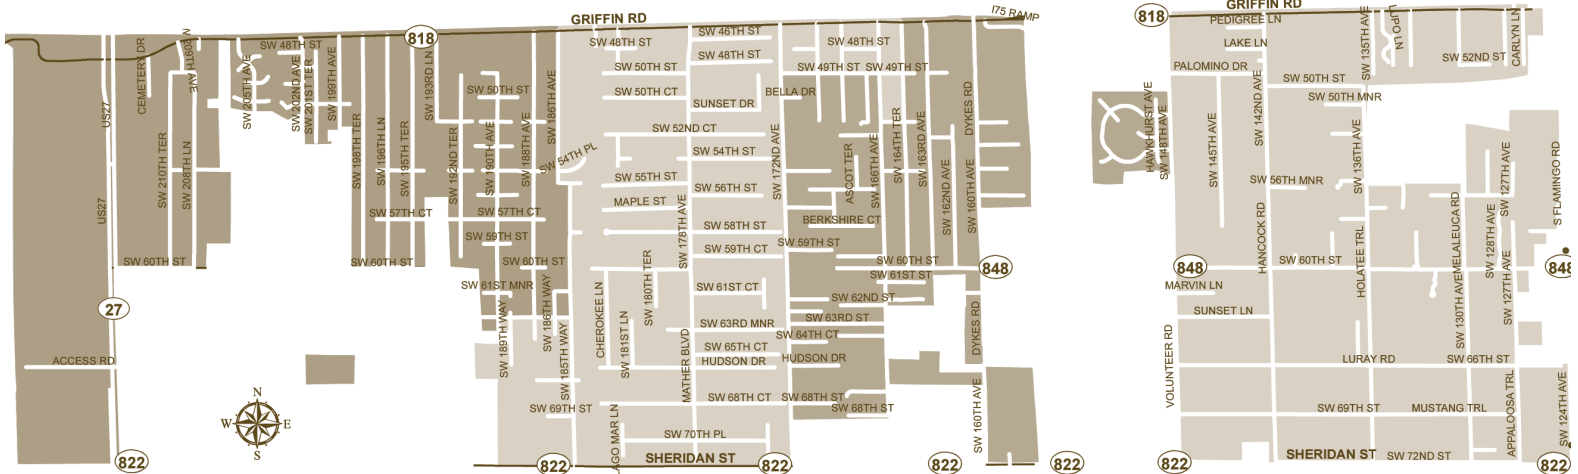 GRIFFIN RD
I75 RAMP
818
SW 46TH ST
SW 48TH ST
SW 48TH ST
SW 48TH ST
SW 48TH ST
CEMETERY DR
N 209TH AVE
SW 205TH AVE
SW 202ND AVE
SW 201ST TER
SW 199TH AVE
SW 193RD LN
SW 186TH AVE
SW 50TH ST
SW 49TH ST
SW 49TH ST
US27
SW 50TH ST
SW 50TH CT
BELLA DR
SUNSET DR
DYKES RD
SW 52ND CT
SW 54TH ST
SW 54TH PL
SW 210TH TER
SW 208TH LN
SW 198TH TER
SW 196TH LN
SW 195TH TER
SW 192ND TER
SW 190TH AVE
SW 188TH AVE
SW 172ND AVE
ASCOT TER
SW 166TH AVE
SW 164TH TER
SW 163RD AVE
SW 162ND AVE
SW 160TH AVE
SW 55TH ST
SW 56TH ST
US27
MAPLE ST
SW 178TH AVE
SW 57TH CT
SW 57TH CT
BERKSHIRE CT
SW 58TH ST
SW 59TH ST
SW 59TH CT
SW 59TH ST
SW 60TH ST
SW 60TH ST
SW 60TH ST
SW 60TH ST
848
SW 180TH TER
SW 61ST ST
SW 61ST MNR
SW 61ST CT
SW 62ND ST
27
SW 189TH WAY
SW 186TH WAY
SW 185TH WAY
CHEROKEE LN
SW 181ST LN
MATHER BLVD
SW 63RD MNR
SW 63RD ST
SW 64TH CT
DYKES RD
SW 65TH CT
ACCESS RD
HUDSON DR
HUDSON DR
SW 68TH CT
SW 68TH ST
SW 69TH ST
SW 68TH ST
SW 160TH AVE
AGO MAR LN
SW 70TH PL
N
W
E
S
SHERIDAN ST
822
822
822
822
822
GRIFFIN RD
818
PEDIGREE LN
LAKE LN
PALOMINO DR
SW 135TH AVE
LUPO LN
CARLYN LN
SW 52ND ST
SW 50TH ST
SW 50TH MNR
HAWKHURST AVE
SW 148TH AVE
SW 145TH AVE
SW 142ND AVE
SW 136TH AVE
SW 127TH AVE
S FLAMINGO RD
SW 56TH MNR
HANCOCK RD
HOLATEE TRL
MELALEUCA RD
SW 130TH AVE
SW 128TH AVE
SW 127TH AVE
848
SW 60TH ST
848
MARVIN LN
SUNSET LN
VOLUNTEER RD
LURAY RD
SW 66TH ST
APPALOOSA TRL
SW 124TH AVE
SW 69TH ST
MUSTANG TRL
SHERIDAN ST
SW 72ND ST
822
822